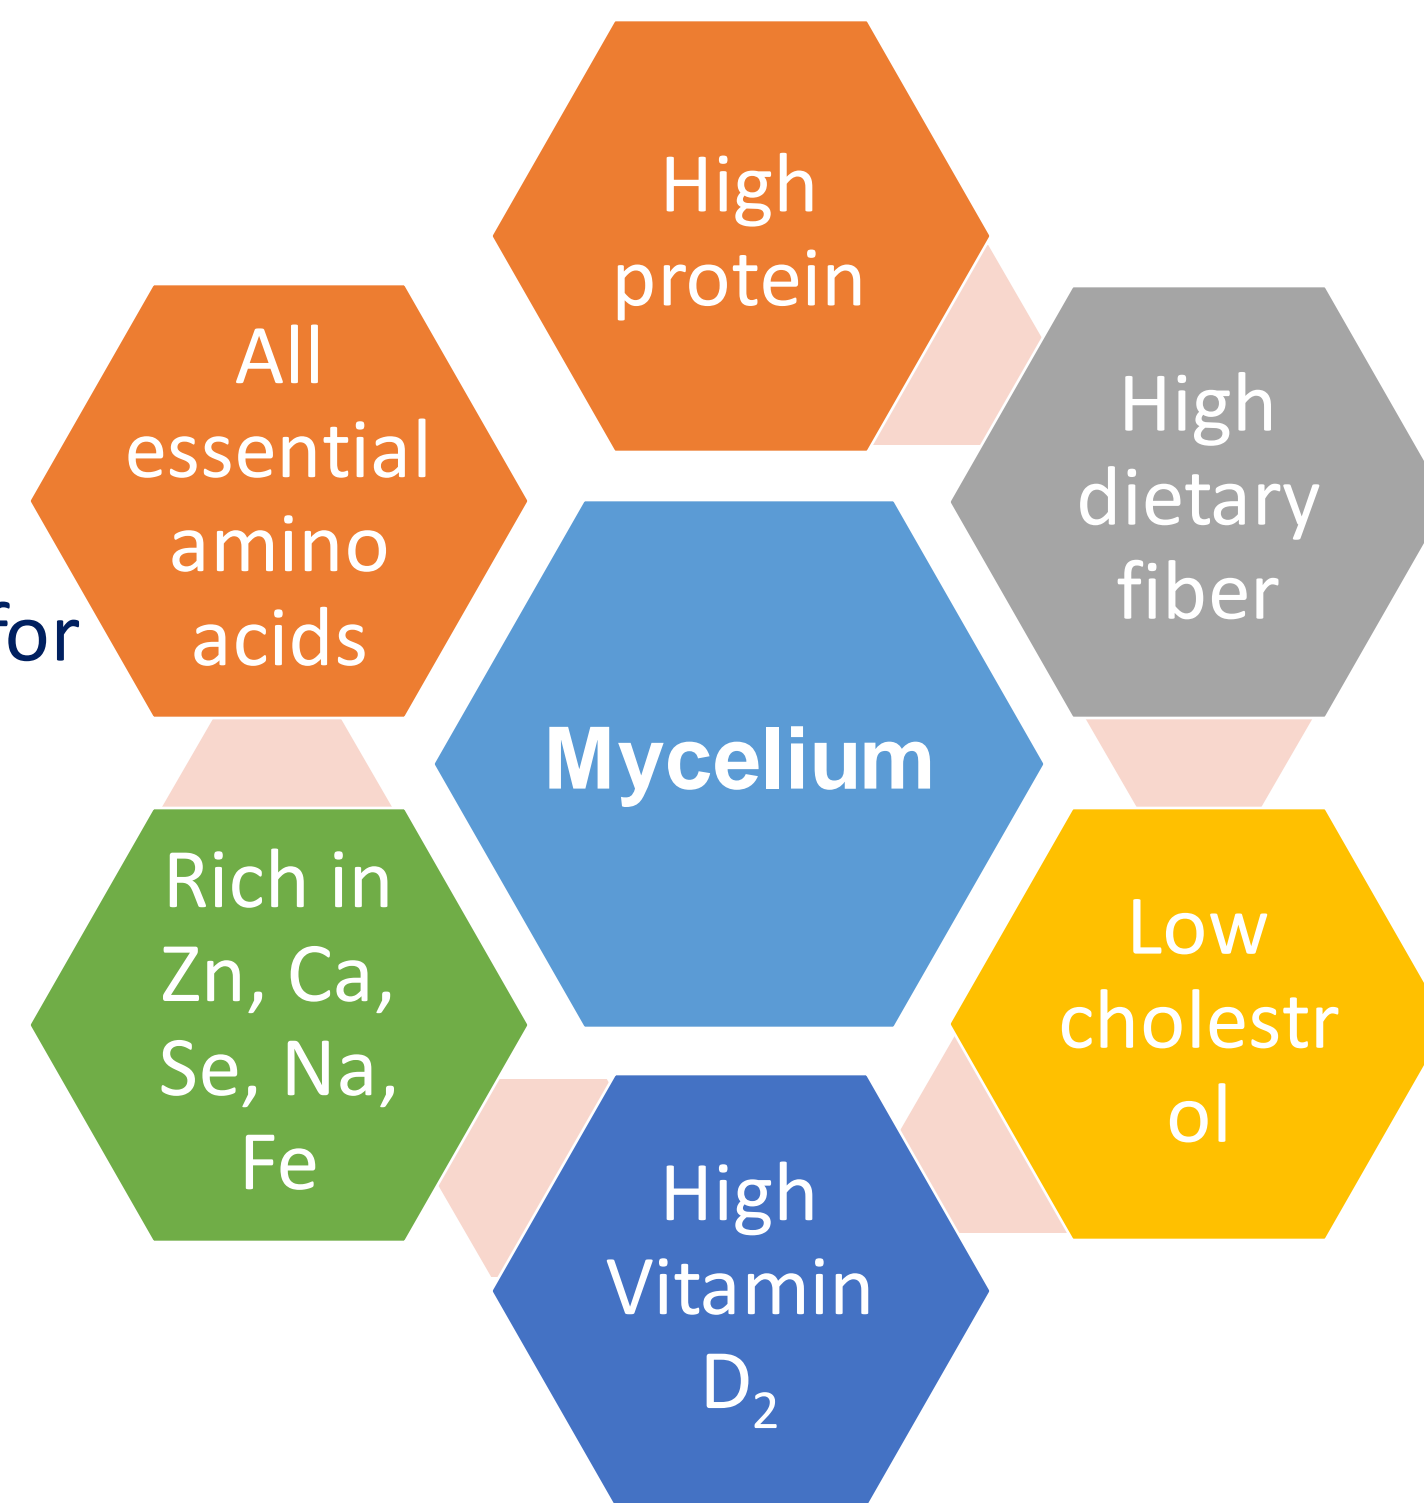 High
protein
High
dietary
fiber
Low
cholestr
ol
High
Vitamin
D₂
Rich in
Zn, Ca,
Se, Na,
Fe
All
essential
amino
acids
for
Mycelium